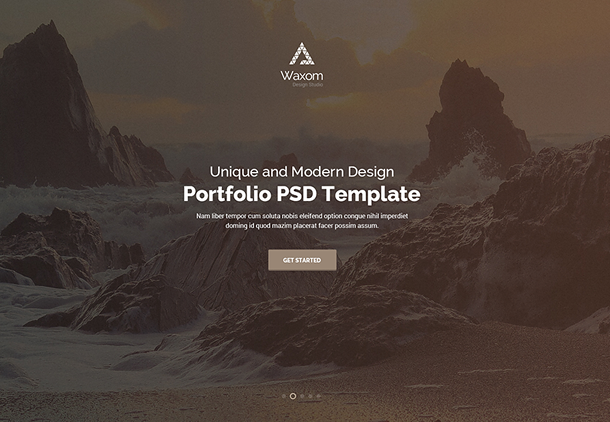 Waxom
Design Studio
Unique and Modern Design
Portfolio PSD Template
Nam liber tempor cum soluta nobis eleifend option congue nihil imperdiet
doming id quod mazim placerat facer possim assum.
GET STARTED